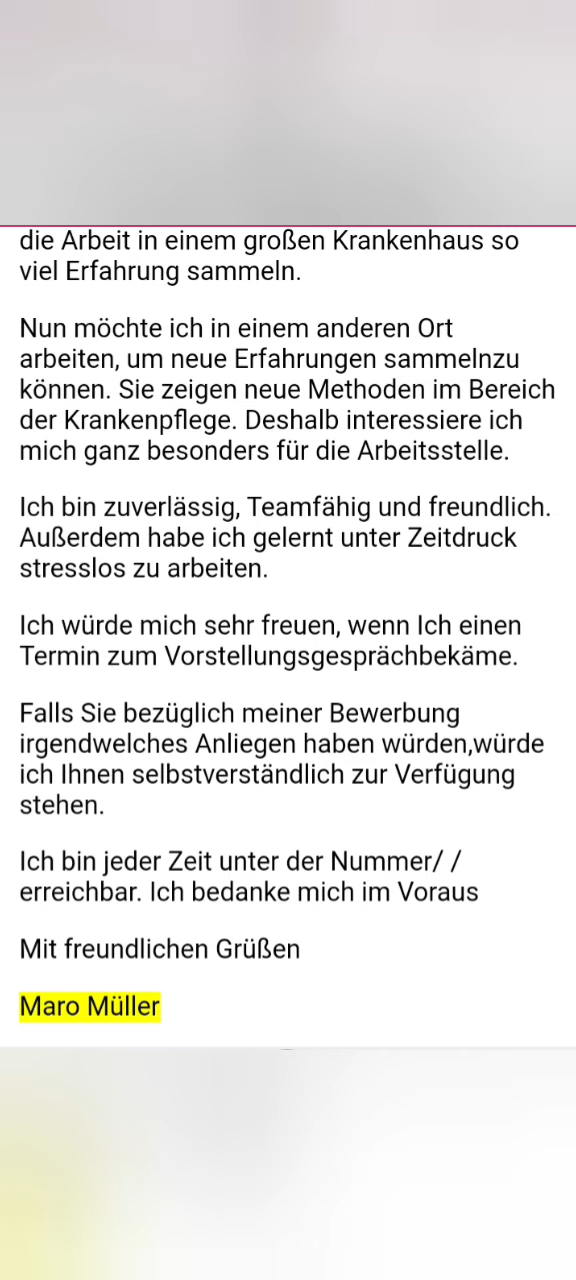 die Arbeit in einem großen Krankenhaus so
viel Erfahrung sammeln.
Nun möchte ich in einem anderen Ort
arbeiten, um neue Erfahrungen sammelnzu
können. Sie zeigen neue Methoden im Bereich
der Krankenpflege. Deshalb interessiere ich
mich ganz besonders für die Arbeitsstelle.
Ich bin zuverlässig, Teamfähig und freundlich.
Außerdem habe ich gelernt unter Zeitdruck
stresslos zu arbeiten.
Ich würde mich sehr freuen, wenn Ich einen
Termin zum Vorstellungsgesprächbekäme.
Falls Sie bezüglich meiner Bewerbung
irgendwelches Anliegen haben würden,würde
ich Ihnen selbstverständlich zur Verfügung
stehen.
Ich bin jeder Zeit unter der Nummer/ /
erreichbar. Ich bedanke mich im Voraus
Mit freundlichen Grüßen
Maro Müller